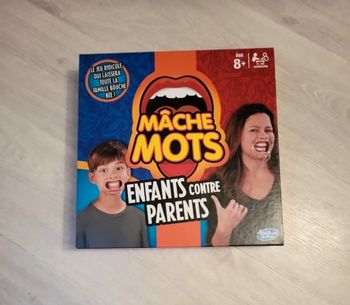 LE JEU RIDICULE
QUI LAISSERA
TOUTE LA
FAMILLE BOUCHE
BÉE !
ÂGE
8+
MÂCHE
MOTS
ENFANTS CONTRE
PARENTS
Hasbro